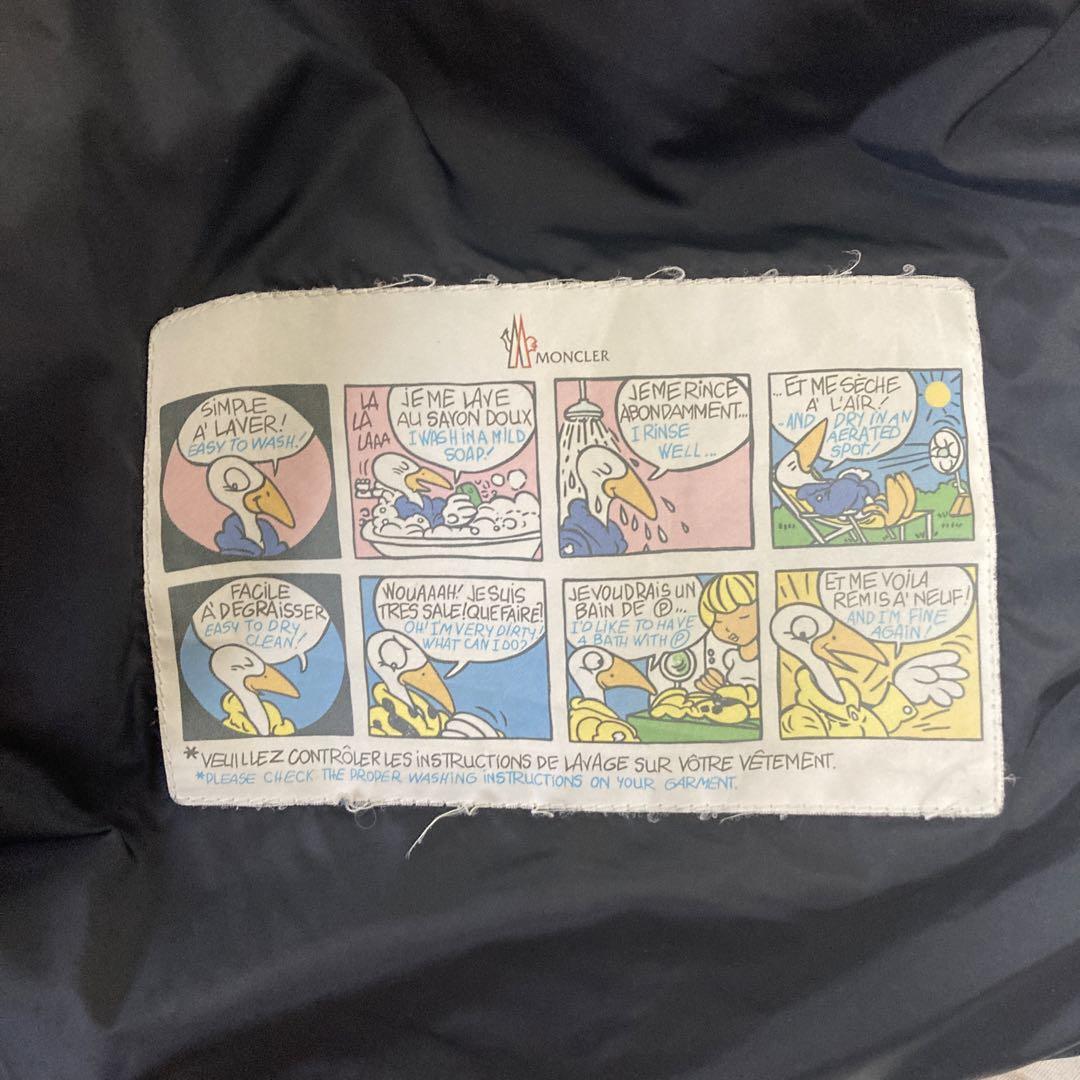 MONCLER
SIMPLE
A' LAVER!
EASY TO WASH!
LA
LA
LAAA
JE ME LAVE
AU SAVON DOUX
I WASH IN A MILD
SOAP!
JE ME RINCE
ABONDAMMENT...
I RINSE
WELL...
...ET ME SÈCHE
A' L'AIR!
-AND DRY IN AN
AERATED
SPOT!
FACILE
A' DEGRAISSER
EASY TO DRY
CLEAN!
WOUAAAH! JE SUIS
TRES SALE! QUE FAIRE?
OH! I'M VERY DIRTY!
WHAT CAN I DO?
JE VOUDRAIS UN
BAIN DE Ⓟ...
I'D LIKE TO HAVE
A BATH WITH Ⓟ
ET ME VOILA
REMIS A' NEUF!
AND I'M FINE
AGAIN!
*VEUILLEZ CONTRÔLER LES INSTRUCTIONS DE LAVAGE SUR VÔTRE VÊTEMENT.
*PLEASE CHECK THE PROPER WASHING INSTRUCTIONS ON YOUR GARMENT.